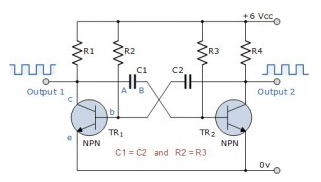 +6 Vcc
R1
R2
R3
R4
C1
C2
Output 1
A
B
Output 2
c
b
e
TR1
TR2
NPN
NPN
C1 = C2 and R2 = R3
0v